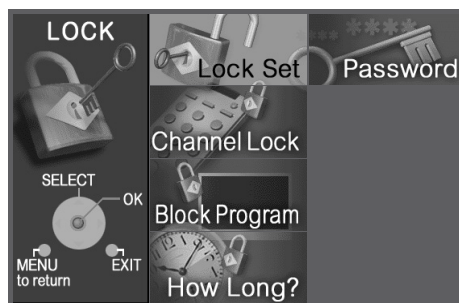 LOCK
SELECT
OK
MENU
to return
EXIT
Lock Set
Channel Lock
Block Program
How Long?
Password